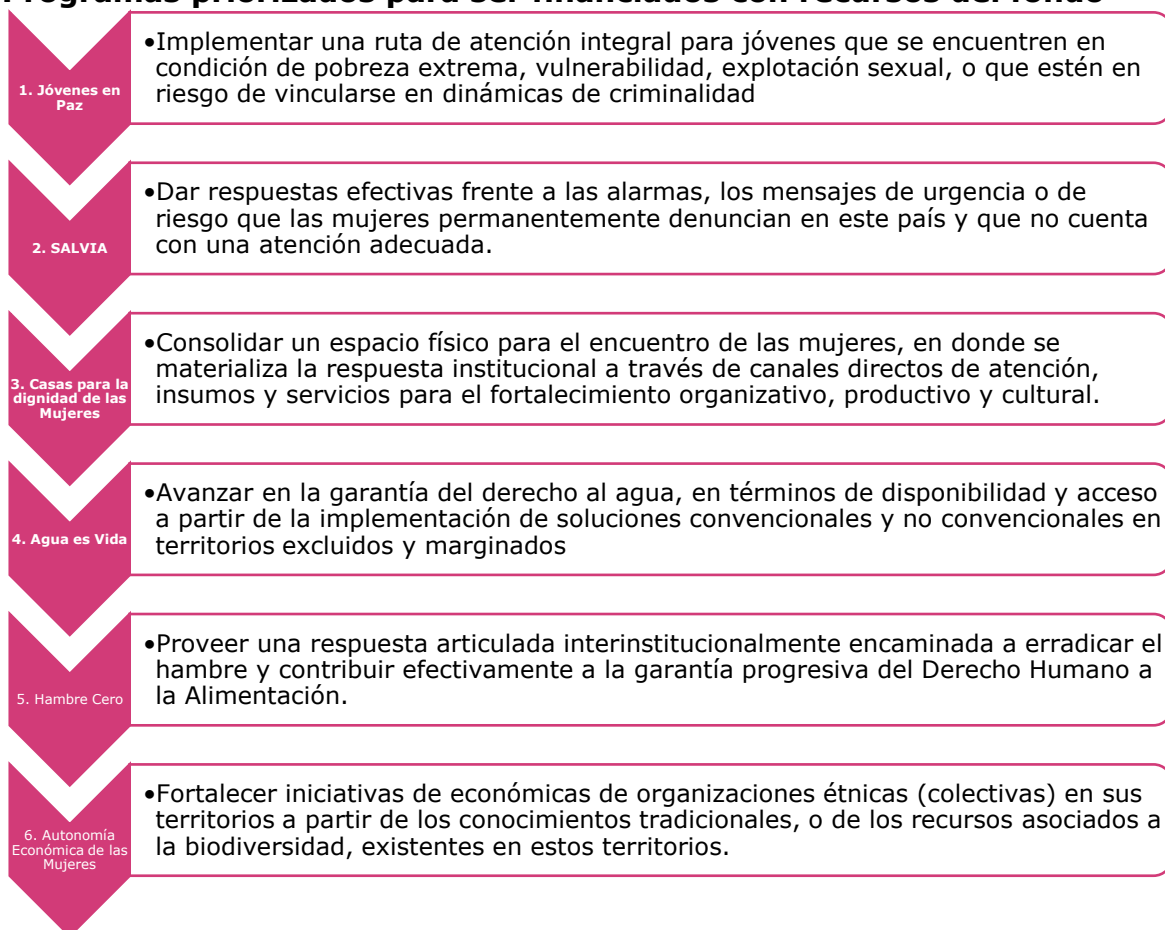 Programas priorizados para ser financiados con recursos del fondo
1. Jóvenes en
Paz
•Implementar una ruta de atención integral para jóvenes que se encuentren en
condición de pobreza extrema, vulnerabilidad, explotación sexual, o que estén en
riesgo de vincularse en dinámicas de criminalidad
2. SALVIA
•Dar respuestas efectivas frente a las alarmas, los mensajes de urgencia o de
riesgo que las mujeres permanentemente denuncian en este país y que no cuenta
con una atención adecuada.
3. Casas para la
dignidad de las
Mujeres
•Consolidar un espacio físico para el encuentro de las mujeres, en donde se
materializa la respuesta institucional a través de canales directos de atención,
insumos y servicios para el fortalecimiento organizativo, productivo y cultural.
4. Agua es Vida
•Avanzar en la garantía del derecho al agua, en términos de disponibilidad y acceso
a partir de la implementación de soluciones convencionales y no convencionales en
territorios excluidos y marginados
5. Hambre Cero
•Proveer una respuesta articulada interinstitucionalmente encaminada a erradicar el
hambre y contribuir efectivamente a la garantía progresiva del Derecho Humano a
la Alimentación.
6. Autonomía
Económica de las
Mujeres
•Fortalecer iniciativas de económicas de organizaciones étnicas (colectivas) en sus
territorios a partir de los conocimientos tradicionales, o de los recursos asociados a
la biodiversidad, existentes en estos territorios.